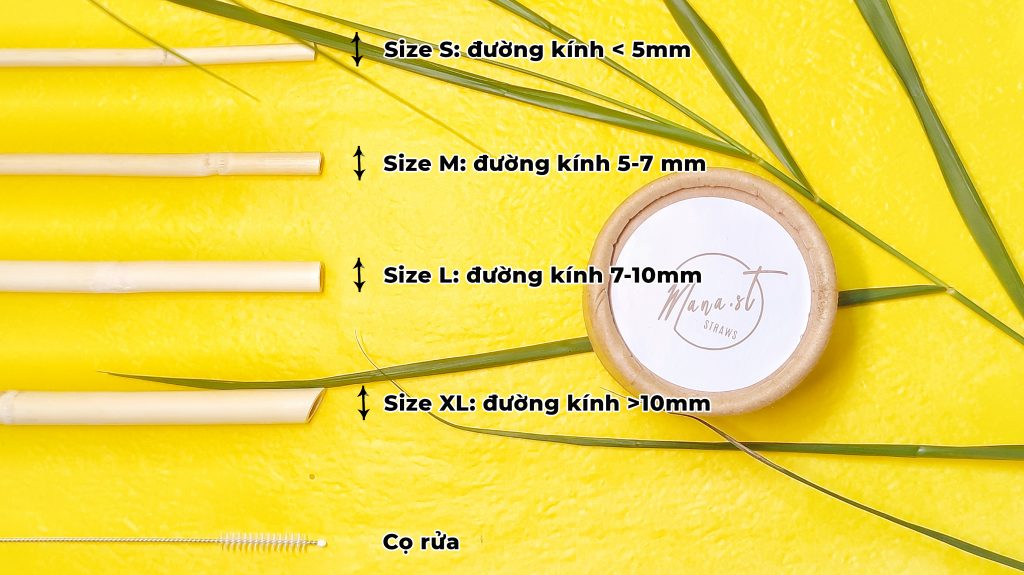 Size S: đường kính < 5mm
Size M: đường kính 5-7 mm
Size L: đường kính 7-10mm
Mana.st
STRAWS
Size XL: đường kính >10mm
Cọ rửa